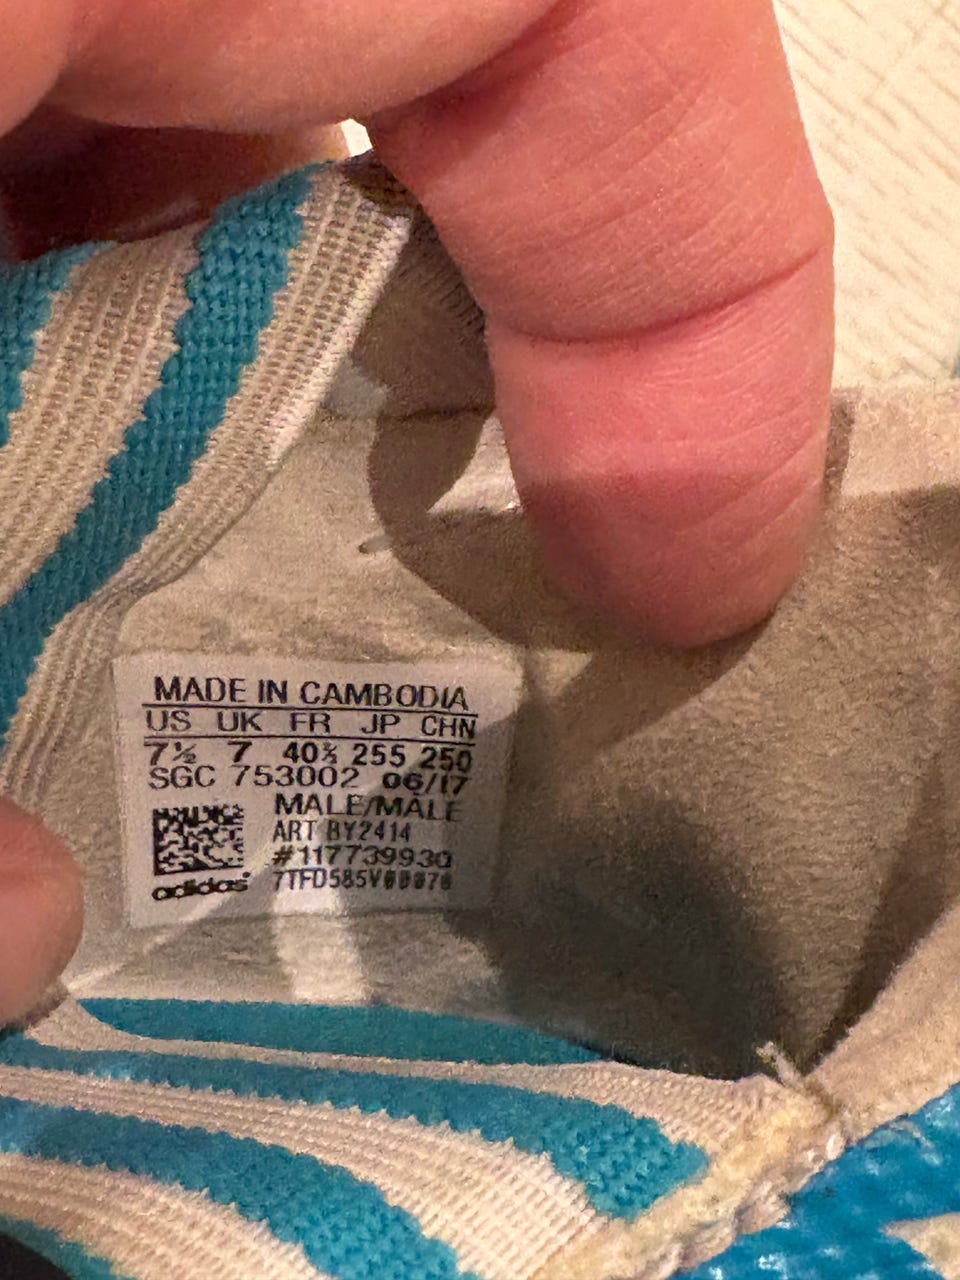 MADE IN CAMBODIA
US UK FR JP CHN
7½ 7 40⅔ 255 250
SGC 753002 06/17
MALE/MALE
ART BY2414
#117739930
adidas